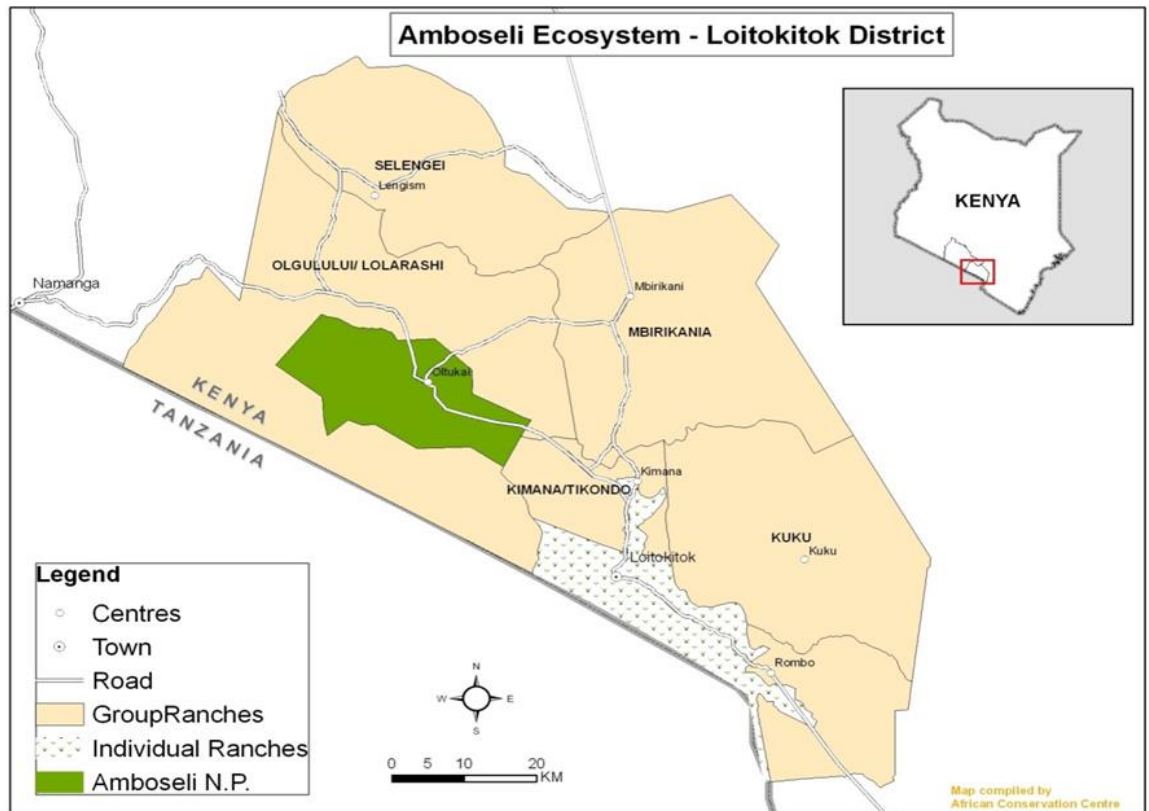 Amboseli Ecosystem - Loitokitok District
KENYA
SELENGEI
Lengism
OLGULULUI/ LOLARASHI
Namanga
Mbirikani
MBIRIKANIA
Oltukai
KENYA
TANZANIA
Kimana
KIMANA/TIKONDO
KUKU
Kuku
Loitokitok
Rombo
Legend
Centres
Town
Road
GroupRanches
Individual Ranches
Amboseli N.P.
N
W E
S
0 5 10 20
KM
Map compiled by
African Conservation Centre